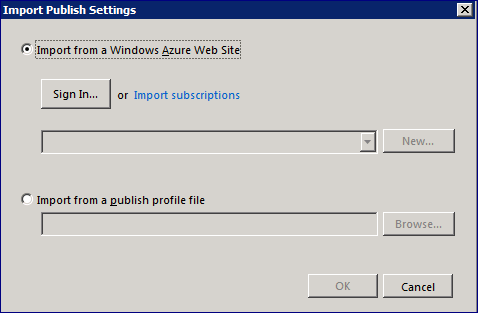 Import Publish Settings
Import from a Windows Azure Web Site
Sign In... or Import subscriptions
New...
Import from a publish profile file
Browse...
OK Cancel